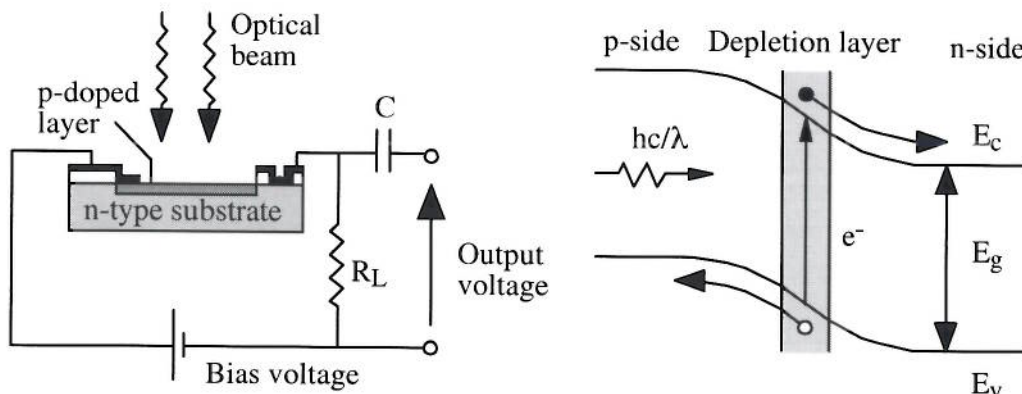 Optical
beam
p-doped
layer
C
n-type substrate
R_L
Output
voltage
Bias voltage
p-side
Depletion layer
n-side
hc/λ
E_c
e⁻
E_g
E_v